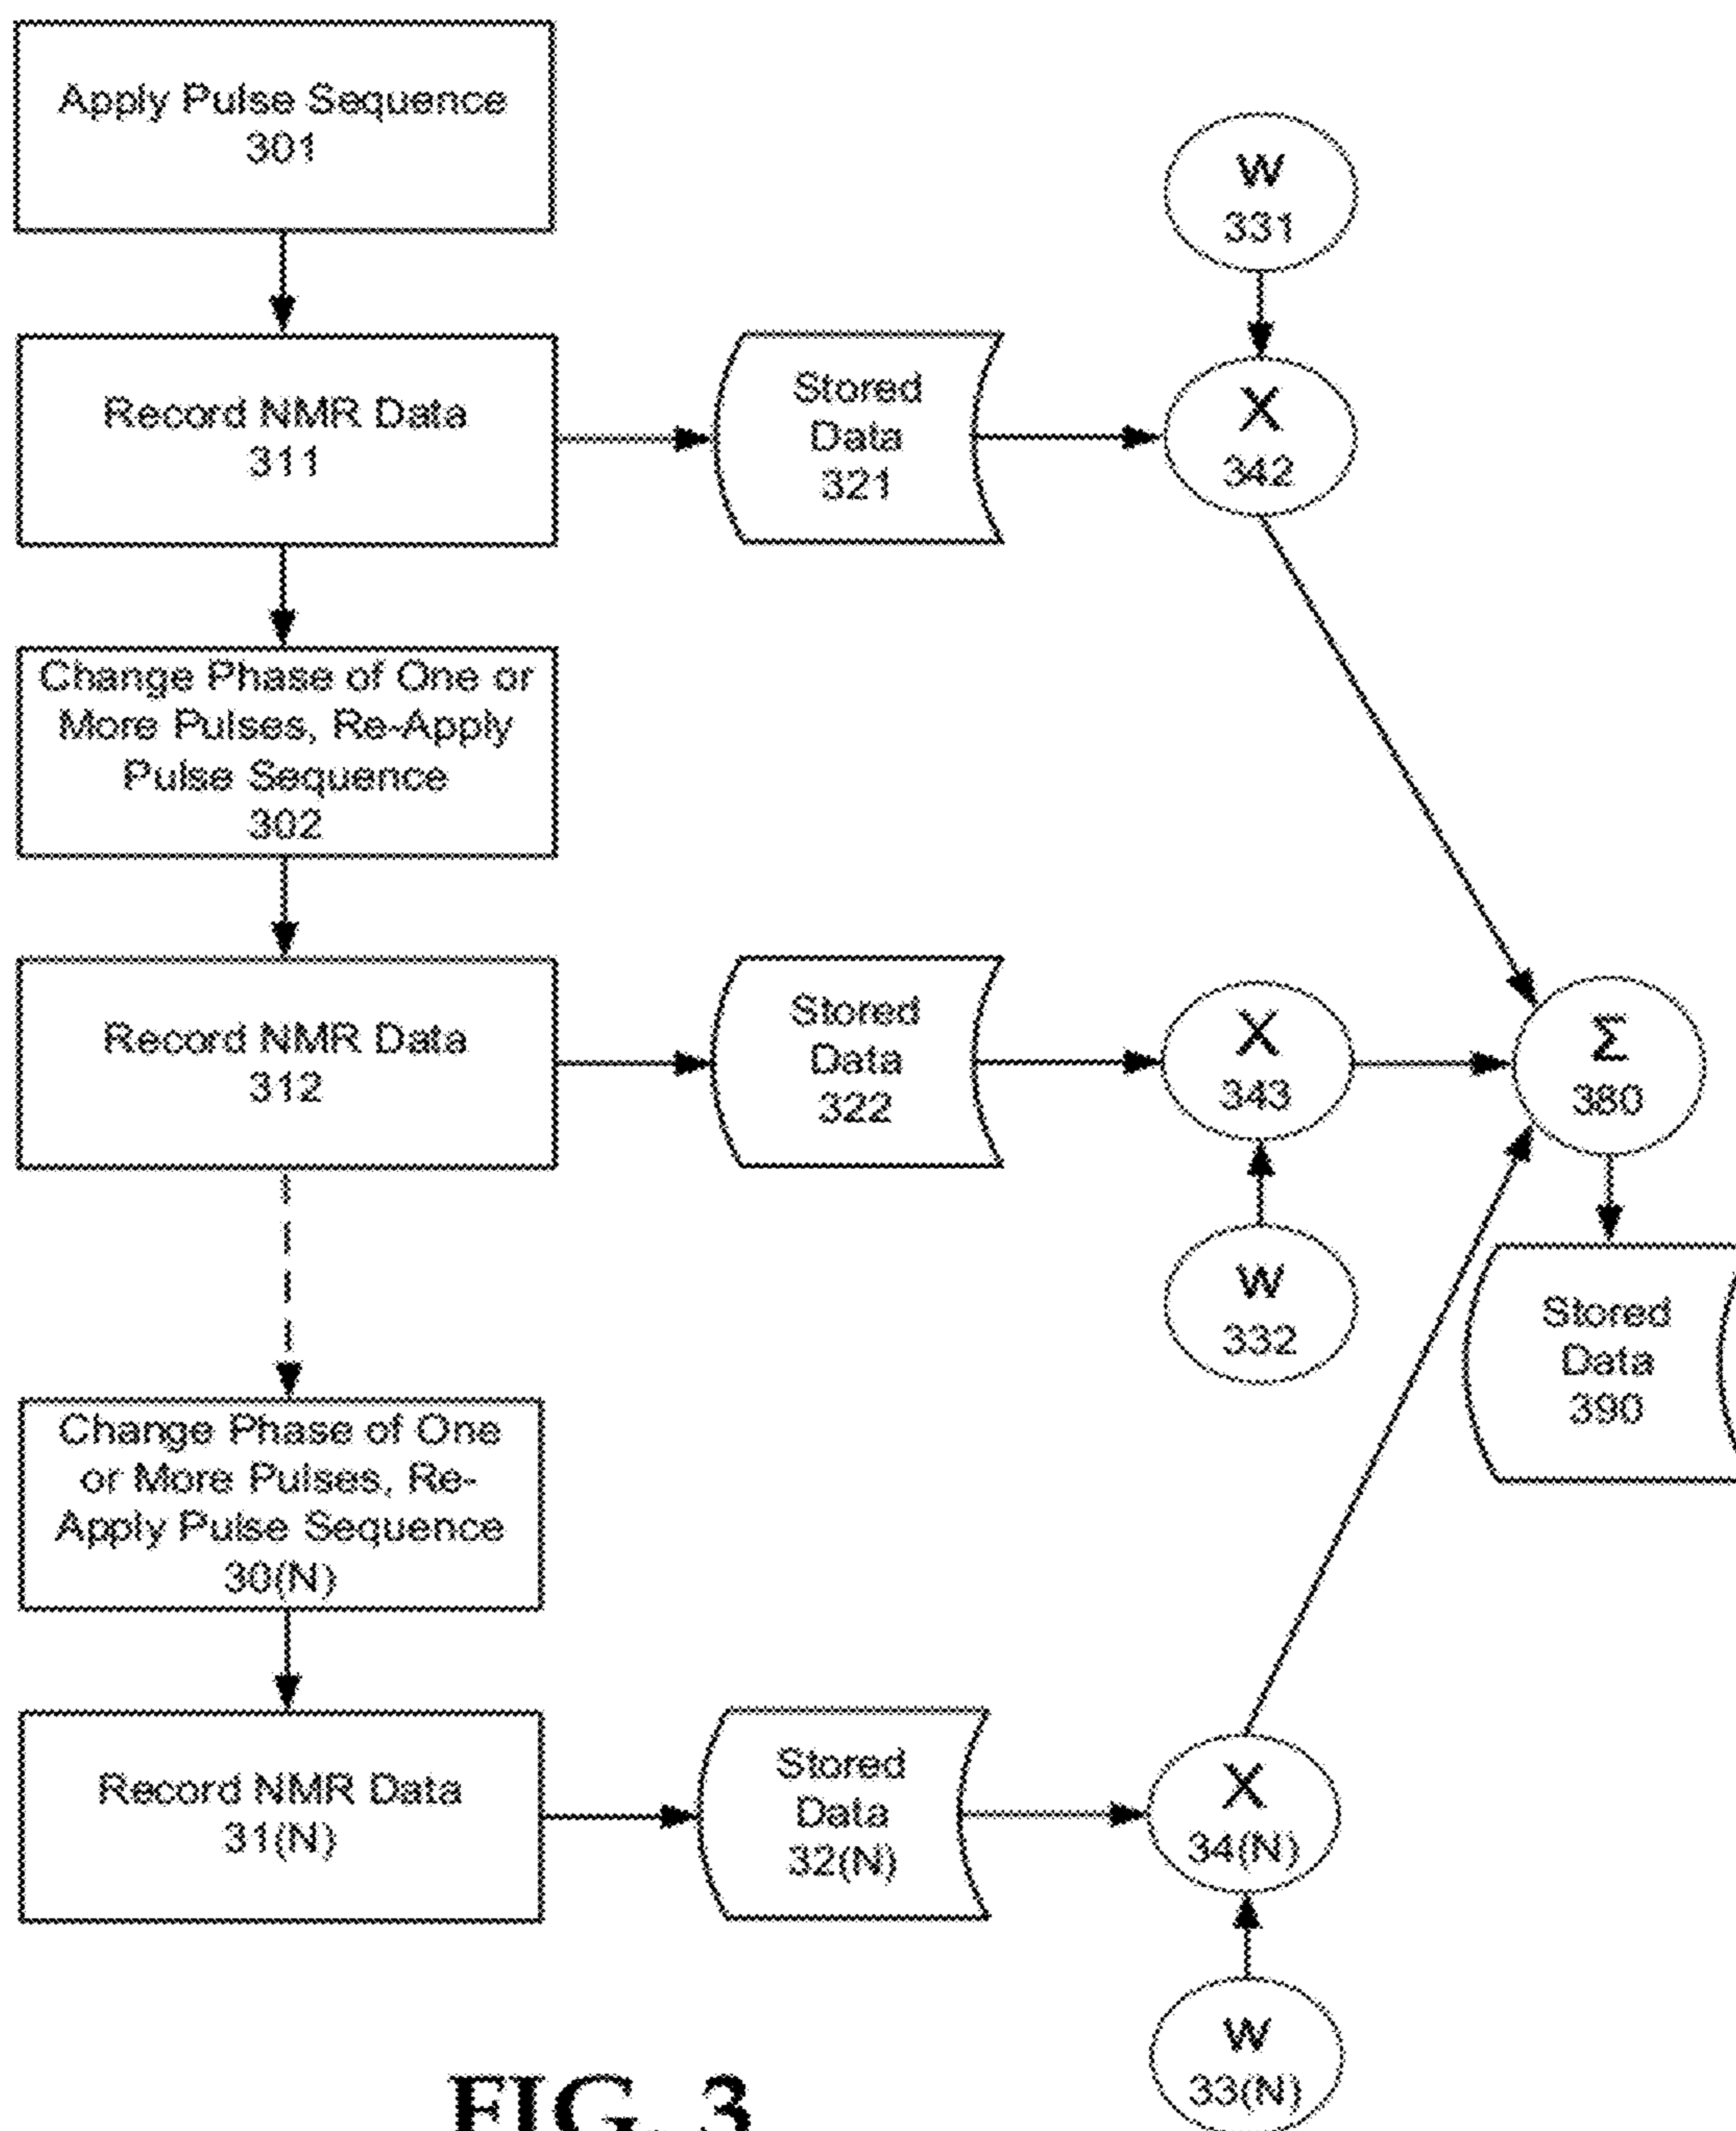 Apply Pulse Sequence
301
W
331
Record NMR Data
311
Stored
Data
321
X
342
Change Phase of One or
More Pulses, Re-Apply
Pulse Sequence
302
Record NMR Data
312
Stored
Data
322
X
343
Σ
380
W
332
Stored
Data
390
Change Phase of One
or More Pulses, Re-
Apply Pulse Sequence
30(N)
Record NMR Data
31(N)
Stored
Data
32(N)
X
34(N)
W
33(N)
FIG. 3